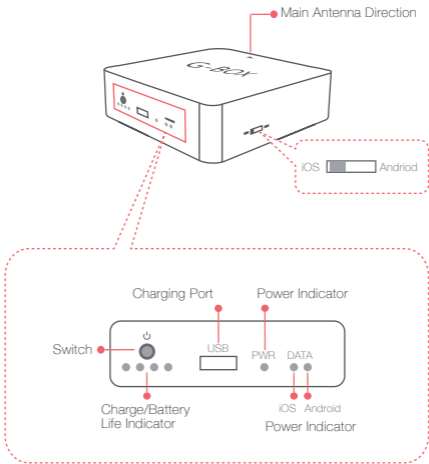 Main Antenna Direction
G-BOX
iOS Andriod
Charging Port
Power Indicator
Switch
USB
PWR
DATA
Charge/Battery
Life Indicator
iOS Android
Power Indicator